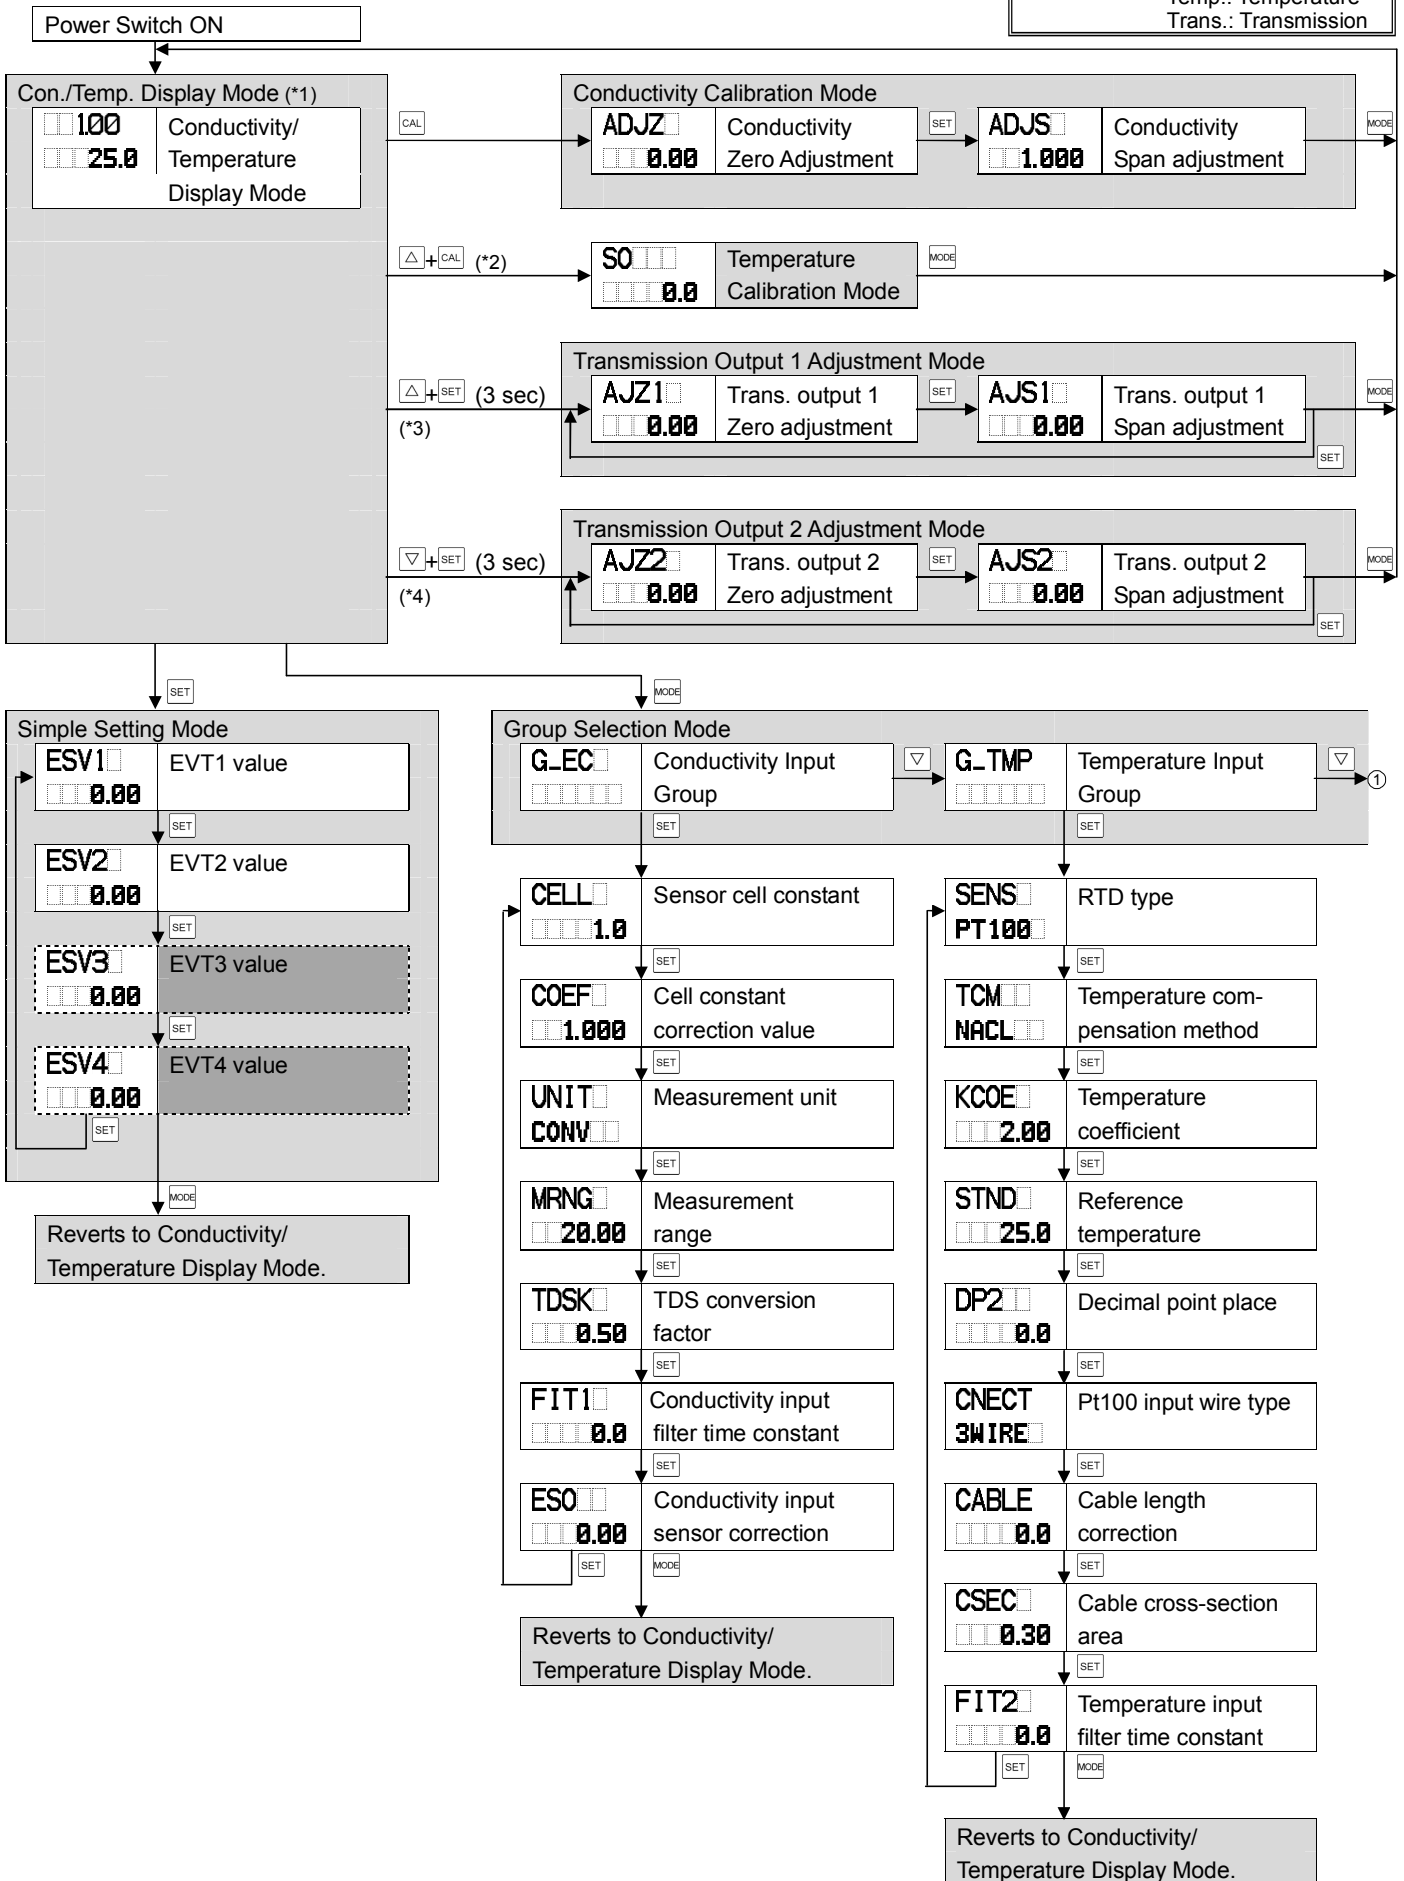 Temp.: Temperature
Trans.: Transmission
Power Switch ON
Con./Temp. Display Mode (*1)
1.00 Conductivity/
25.0 Temperature
Display Mode
CAL
Conductivity Calibration Mode
ADJZ Conductivity
0.00 Zero Adjustment
SET
ADJS Conductivity
1.000 Span adjustment
MODE
△+CAL (*2)
SO Temperature
0.0 Calibration Mode
MODE
△+SET (3 sec)
(*3)
Transmission Output 1 Adjustment Mode
AJZ1 Trans. output 1
0.00 Zero adjustment
SET
AJS1 Trans. output 1
0.00 Span adjustment
MODE
SET
▽+SET (3 sec)
(*4)
Transmission Output 2 Adjustment Mode
AJZ2 Trans. output 2
0.00 Zero adjustment
SET
AJS2 Trans. output 2
0.00 Span adjustment
MODE
SET
SET
MODE
Simple Setting Mode
ESV1 EVT1 value
0.00
SET
ESV2 EVT2 value
0.00
SET
ESV3 EVT3 value
0.00
SET
ESV4 EVT4 value
0.00
SET
MODE
Reverts to Conductivity/
Temperature Display Mode.
Group Selection Mode
G_EC Conductivity Input
Group
▽
G_TMP Temperature Input
Group
▽
①
SET
SET
CELL Sensor cell constant
1.0
SET
COEF Cell constant
1.000 correction value
SET
UNIT Measurement unit
CONV
SET
MRNG Measurement
20.00 range
SET
TDSK TDS conversion
0.50 factor
SET
FIT1 Conductivity input
0.0 filter time constant
SET
ESO Conductivity input
0.00 sensor correction
SET
MODE
Reverts to Conductivity/
Temperature Display Mode.
SENS RTD type
PT100
SET
TCM Temperature com-
NACL pensation method
SET
KCOE Temperature
2.00 coefficient
SET
STND Reference
25.0 temperature
SET
DP2 Decimal point place
0.0
SET
CNECT Pt100 input wire type
3WIRE
SET
CABLE Cable length
0.0 correction
SET
CSEC Cable cross-section
0.30 area
SET
FIT2 Temperature input
0.0 filter time constant
SET
MODE
Reverts to Conductivity/
Temperature Display Mode.